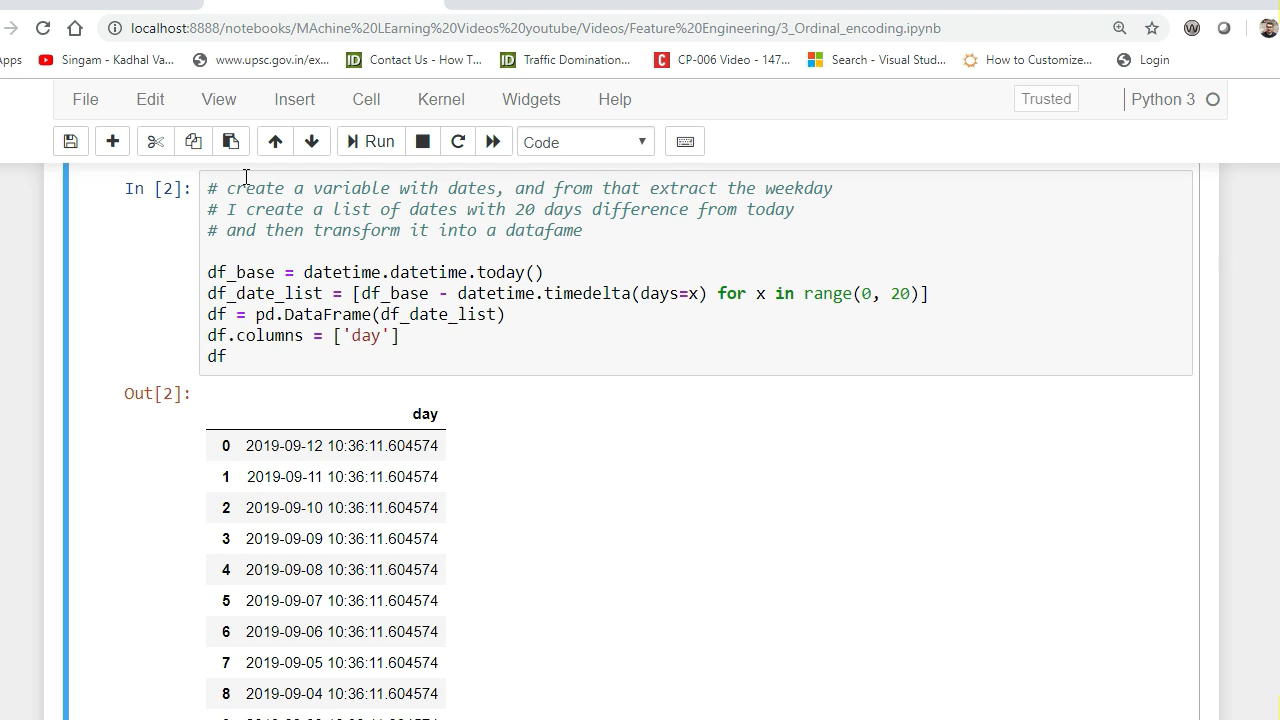 localhost:8888/notebooks/MAchine%20LEarning%20Videos%20youtube/Videos/Feature%20Engineering/3_Ordinal_encoding.ipynb
pps Singam - Kadhal Va... www.upsc.gov.in/ex... ID Contact Us - How T... ID Traffic Domination... C CP-006 Video - 147... Search - Visual Stud... How to Customize... Login
File Edit View Insert Cell Kernel Widgets Help Trusted Python 3
Run Code
In [2]:
# create a variable with dates, and from that extract the weekday
# I create a list of dates with 20 days difference from today
# and then transform it into a datafame
df_base = datetime.datetime.today()
df_date_list = [df_base - datetime.timedelta(days=x) for x in range(0, 20)]
df = pd.DataFrame(df_date_list)
df.columns = ['day']
df
Out[2]:
day
0 2019-09-12 10:36:11.604574
1 2019-09-11 10:36:11.604574
2 2019-09-10 10:36:11.604574
3 2019-09-09 10:36:11.604574
4 2019-09-08 10:36:11.604574
5 2019-09-07 10:36:11.604574
6 2019-09-06 10:36:11.604574
7 2019-09-05 10:36:11.604574
8 2019-09-04 10:36:11.604574